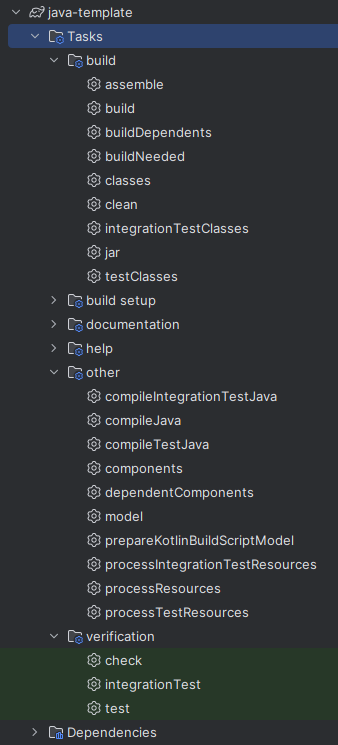 java-template
Tasks
build
assemble
build
buildDependents
buildNeeded
classes
clean
integrationTestClasses
jar
testClasses
build setup
documentation
help
other
compileIntegrationTestJava
compileJava
compileTestJava
components
dependentComponents
model
prepareKotlinBuildScriptModel
processIntegrationTestResources
processResources
processTestResources
verification
check
integrationTest
test
Dependencies